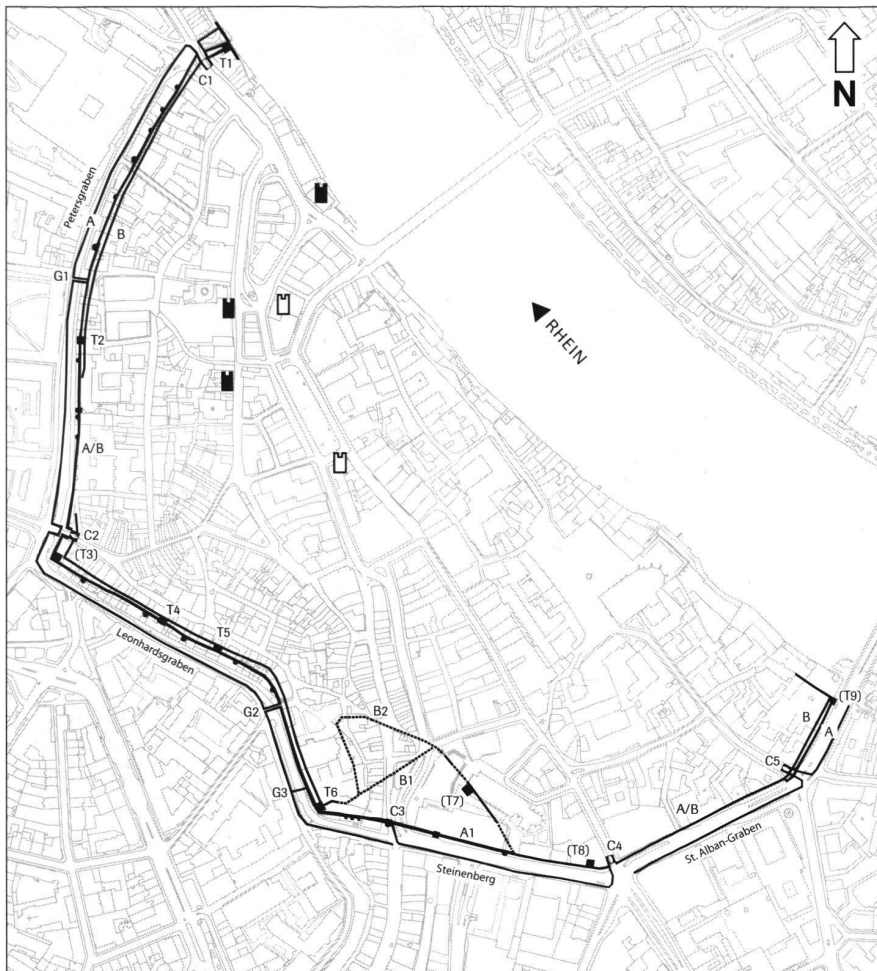 T1
C1
N
Petersgraben
A
B
G1
RHEIN
T2
A/B
C2
(T3)
T4
T5
Leonhardsgraben
G2
B2
(T9)
B
A
C5
B1
G3
T6
(T7)
C3
A1
A/B
(T8)
C4
St. Alban-Graben
Steinenberg